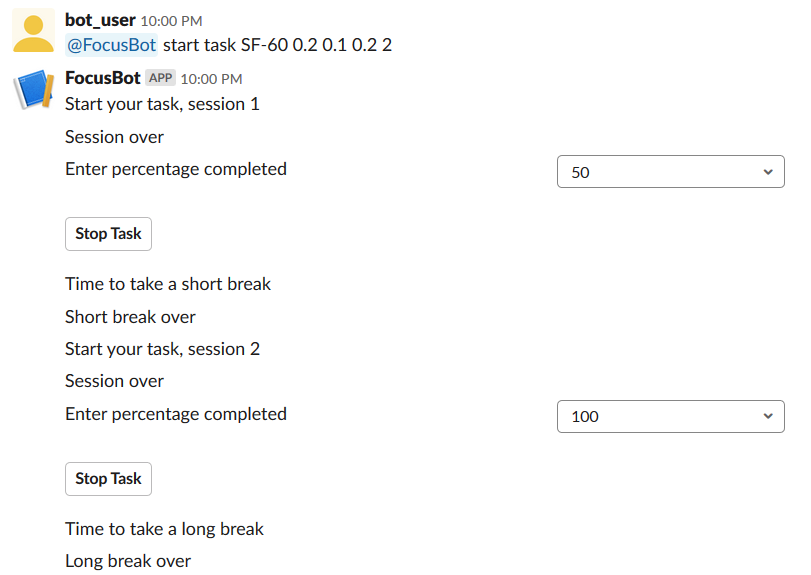 bot_user 10:00 PM
@FocusBot start task SF-60 0.2 0.1 0.2 2
FocusBot APP 10:00 PM
Start your task, session 1
Session over
Enter percentage completed 50
Stop Task
Time to take a short break
Short break over
Start your task, session 2
Session over
Enter percentage completed 100
Stop Task
Time to take a long break
Long break over